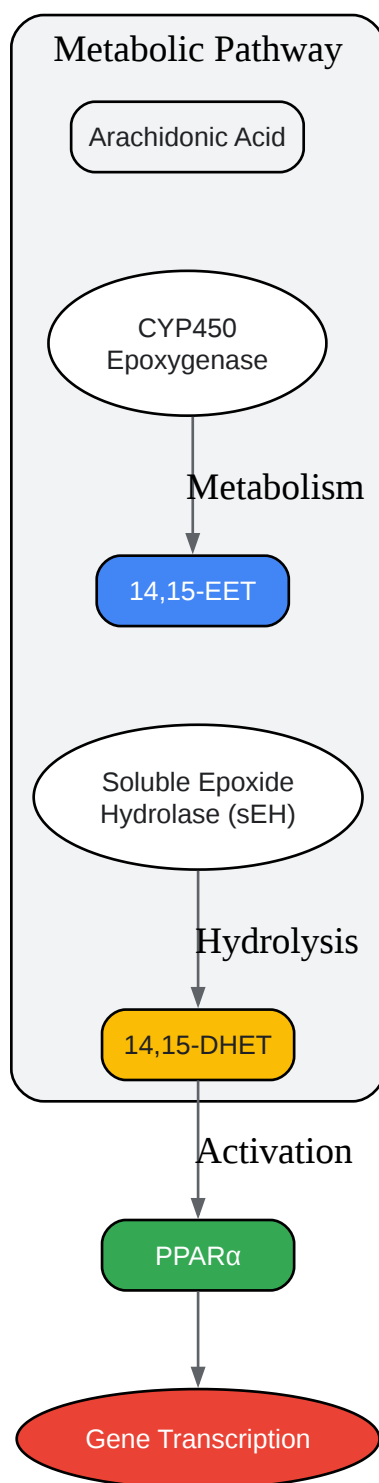 Metabolic Pathway
Arachidonic Acid
CYP450
Epoxygenase
Metabolism
14,15-EET
Soluble Epoxide
Hydrolase (sEH)
Hydrolysis
14,15-DHET
Activation
PPARα
Gene Transcription